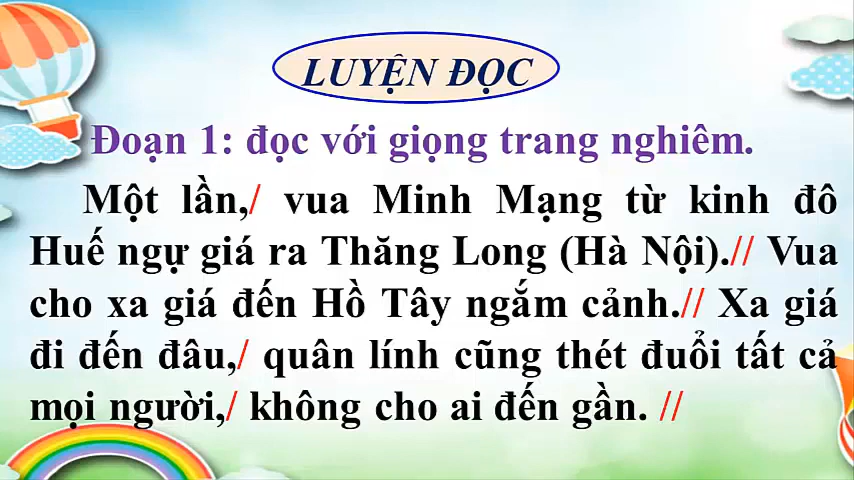 LUYỆN ĐỌC
Đoạn 1: đọc với giọng trang nghiêm.
Một lần,/ vua Minh Mạng từ kinh đô
Huế ngự giá ra Thăng Long (Hà Nội).// Vua
cho xa giá đến Hồ Tây ngắm cảnh.// Xa giá
đi đến đâu,/ quân lính cũng thét đuổi tất cả
mọi người,/ không cho ai đến gần. //